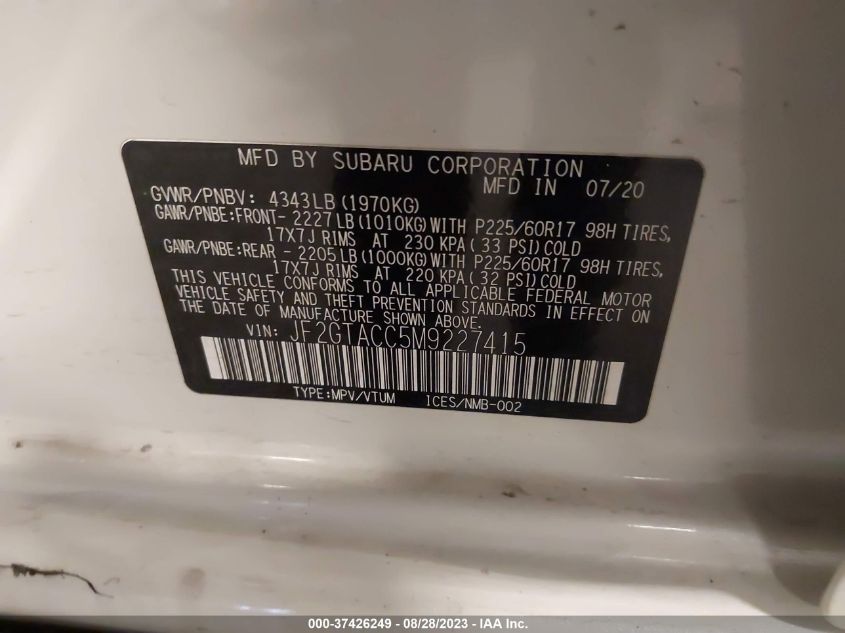 MFD BY SUBARU CORPORATION
MFD IN 07/20
GVWR/PNBV: 4343LB (1970KG)
GAWR/PNBE:FRONT- 2227LB (1010KG) WITH P225/60R17 98H TIRES,
17X7J RIMS AT 230 KPA ( 33 PSI) COLD
GAWR/PNBE:REAR - 2205LB (1000KG) WITH P225/60R17 98H TIRES,
17X7J RIMS AT 220 KPA ( 32 PSI) COLD
THIS VEHICLE CONFORMS TO ALL APPLICABLE FEDERAL MOTOR
VEHICLE SAFETY AND THEFT PREVENTION STANDARDS IN EFFECT ON
THE DATE OF MANUFACTURE SHOWN ABOVE.
VIN: JF2GTACC5M9227415
TYPE:MPV/VTUM ICES/NMB-002
000-37426249 - 08/28/2023 - IAA Inc.